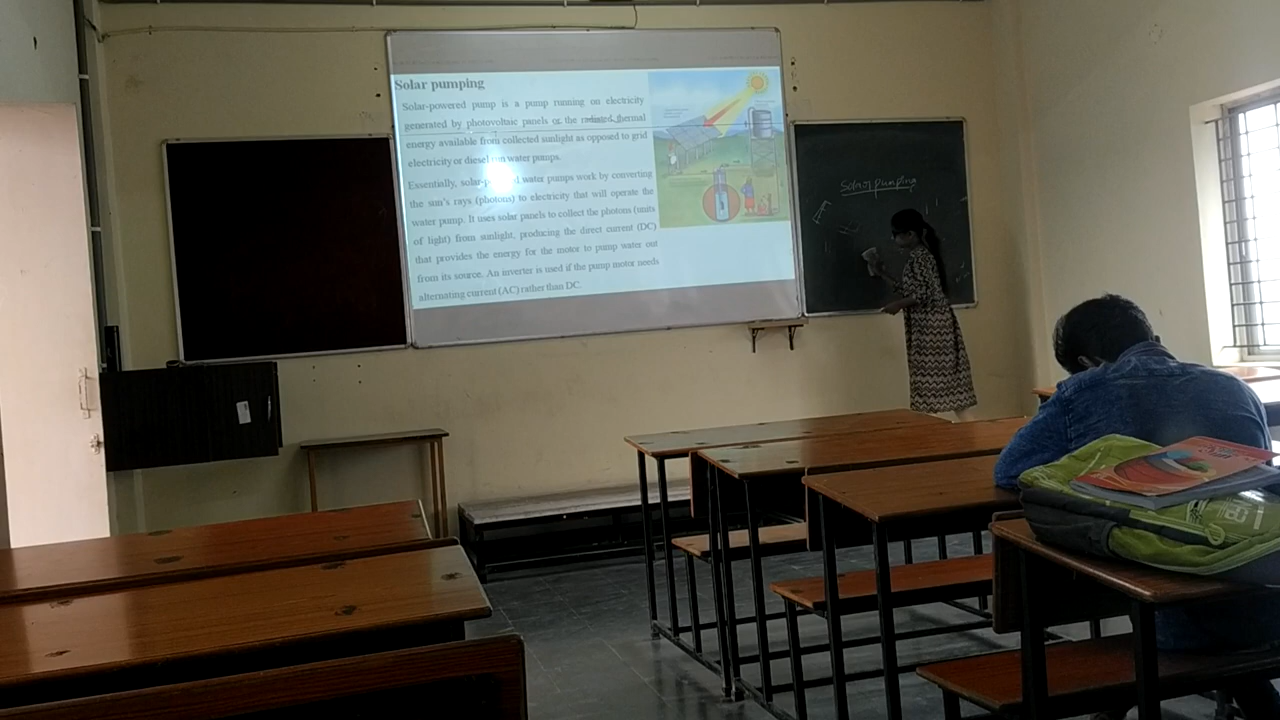 Solar pumping
Solar-powered pump is a pump running on electricity
generated by photovoltaic panels or the radiated thermal
energy available from collected sunlight as opposed to grid
electricity or diesel run water pumps.
Essentially, water pumps work by converting
the sun's rays (photons) to electricity that will operate the
water pump. It uses solar panels to collect the photons (units
of light) from sunlight, producing the direct current (DC)
that provides the energy for the motor to pump water out
from its source. An inverter is used if the pump motor needs
alternating current (AC) rather than DC.
Solar pumping